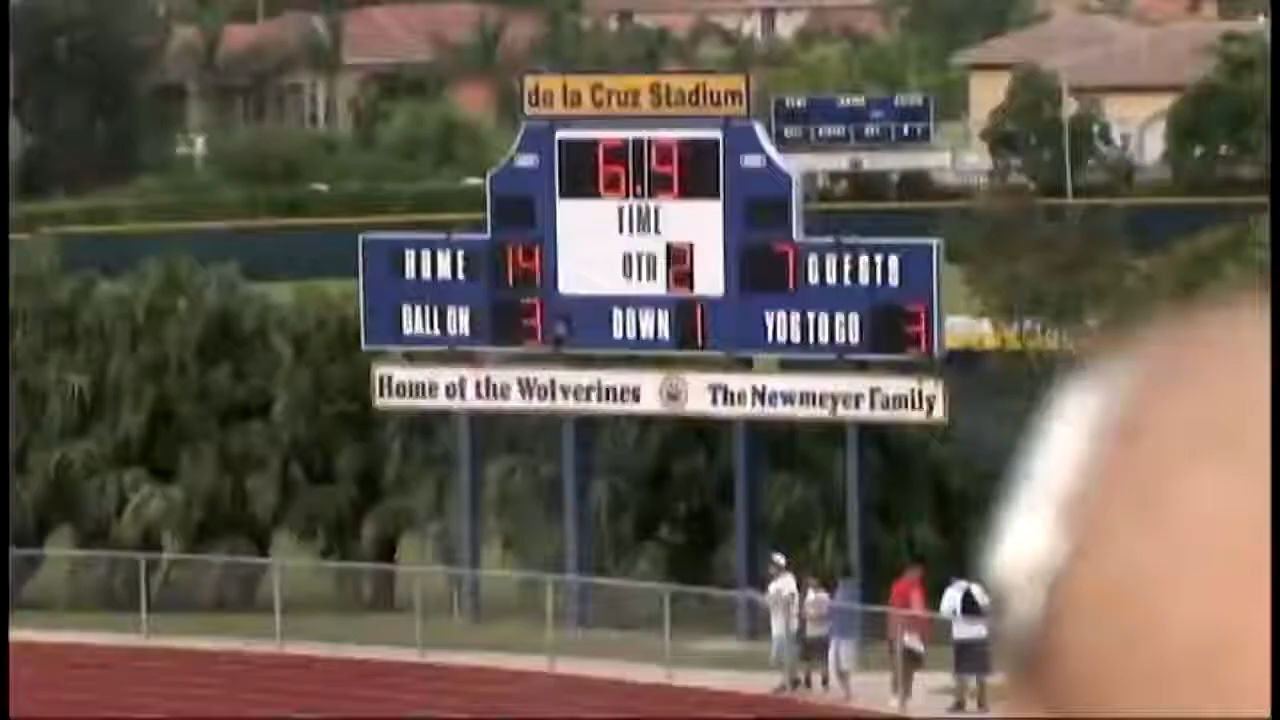 de la Cruz Stadium
6.9
TIME
HOME 14 QTR 2 7 GUESTS
BALL ON 3 DOWN 1 YDS TO GO 3
Home of the Wolverines The Newmeyer Family